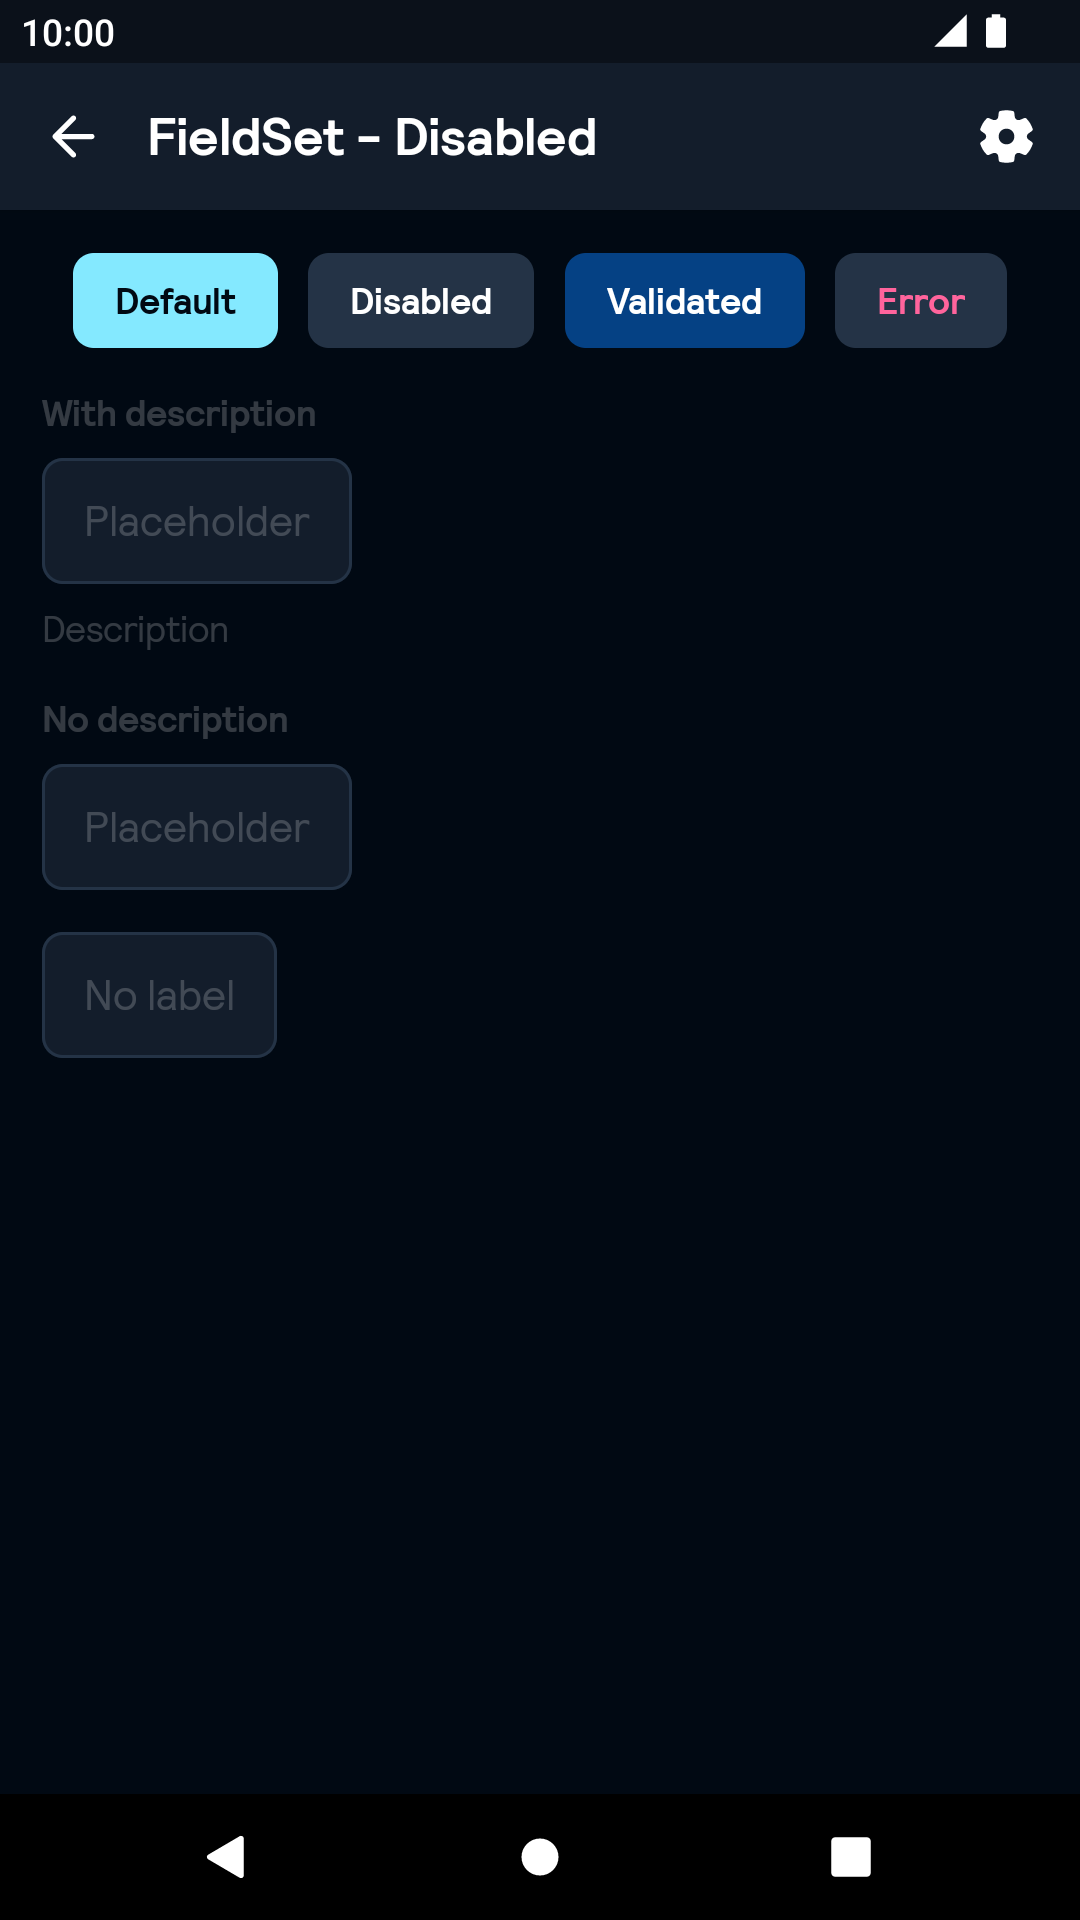 10:00
FieldSet - Disabled
Default Disabled Validated Error
With description
Placeholder
Description
No description
Placeholder
No label